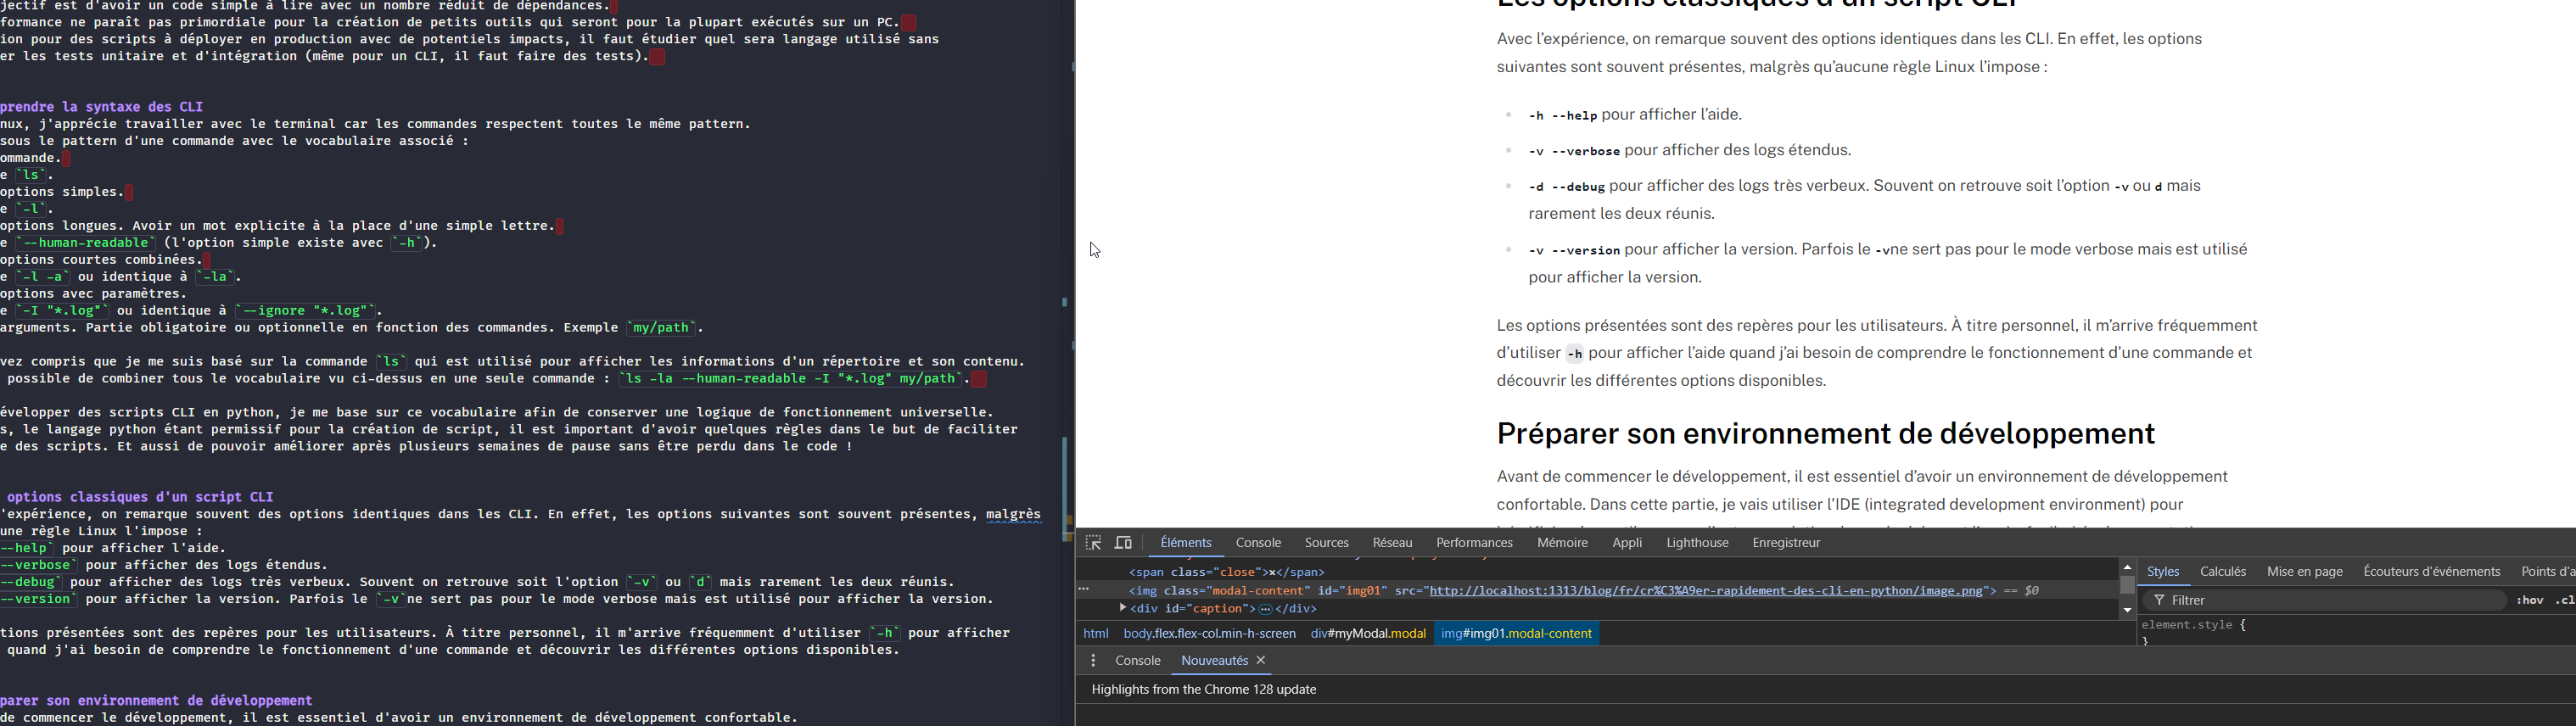 jectif est d'avoir un code simple à lire avec un nombre réduit de dépendances.
formance ne paraît pas primordiale pour la création de petits outils qui seront pour la plupart exécutés sur un PC.
ion pour des scripts à déployer en production avec de potentiels impacts, il faut étudier quel sera langage utilisé sans
er les tests unitaire et d'intégration (même pour un CLI, il faut faire des tests).
prendre la syntaxe des CLI
nux, j'apprécie travailler avec le terminal car les commandes respectent toutes le même pattern.
sous le pattern d'une commande avec le vocabulaire associé :
ommande.
e `ls`.
options simples.
e `-l`.
options longues. Avoir un mot explicite à la place d'une simple lettre.
e `--human-readable` (l'option simple existe avec `-h`).
options courtes combinées.
e `-l -a` ou identique à `-la`.
options avec paramètres.
e `-I "*.log"` ou identique à `--ignore "*.log"`.
arguments. Partie obligatoire ou optionnelle en fonction des commandes. Exemple `my/path`.
vez compris que je me suis basé sur la commande `ls` qui est utilisé pour afficher les informations d'un répertoire et son contenu.
possible de combiner tous le vocabulaire vu ci-dessus en une seule commande : `ls -la --human-readable -I "*.log" my/path`.
évelopper des scripts CLI en python, je me base sur ce vocabulaire afin de conserver une logique de fonctionnement universelle.
s, le langage python étant permissif pour la création de script, il est important d'avoir quelques règles dans le but de faciliter
e des scripts. Et aussi de pouvoir améliorer après plusieurs semaines de pause sans être perdu dans le code !
options classiques d'un script CLI
'expérience, on remarque souvent des options identiques dans les CLI. En effet, les options suivantes sont souvent présentes, malgrès
une règle Linux l'impose :
--help` pour afficher l'aide.
--verbose` pour afficher des logs étendus.
--debug` pour afficher des logs très verbeux. Souvent on retrouve soit l'option `-v` ou `d` mais rarement les deux réunis.
--version` pour afficher la version. Parfois le `-v`ne sert pas pour le mode verbose mais est utilisé pour afficher la version.
tions présentées sont des repères pour les utilisateurs. À titre personnel, il m'arrive fréquemment d'utiliser `-h` pour afficher
quand j'ai besoin de comprendre le fonctionnement d'une commande et découvrir les différentes options disponibles.
parer son environnement de développement
de commencer le développement, il est essentiel d'avoir un environnement de développement confortable.
Les options classiques d'un script CLI
Avec l'expérience, on remarque souvent des options identiques dans les CLI. En effet, les options
suivantes sont souvent présentes, malgrès qu'aucune règle Linux l'impose :
-h --help pour afficher l'aide.
-v --verbose pour afficher des logs étendus.
-d --debug pour afficher des logs très verbeux. Souvent on retrouve soit l'option -v ou d mais
rarement les deux réunis.
-v --version pour afficher la version. Parfois le -vne sert pas pour le mode verbose mais est utilisé
pour afficher la version.
Les options présentées sont des repères pour les utilisateurs. À titre personnel, il m'arrive fréquemment
d'utiliser -h pour afficher l'aide quand j'ai besoin de comprendre le fonctionnement d'une commande et
découvrir les différentes options disponibles.
Préparer son environnement de développement
Avant de commencer le développement, il est essentiel d'avoir un environnement de développement
confortable. Dans cette partie, je vais utiliser l'IDE (integrated development environment) pour
Éléments Console Sources Réseau Performances Mémoire Appli Lighthouse Enregistreur
<span class="close">×</span>
<img class="modal-content" id="img01" src="http://localhost:1313/blog/fr/cr%C3%A9er-rapidement-des-cli-en-python/image.png"> == $0
<div id="caption">…</div>
html body.flex.flex-col.min-h-screen div#myModal.modal img#img01.modal-content
Styles Calculés Mise en page Écouteurs d'événements Points d'a
Filtrer :hov .cl
element.style {
}
Console Nouveautés ×
Highlights from the Chrome 128 update